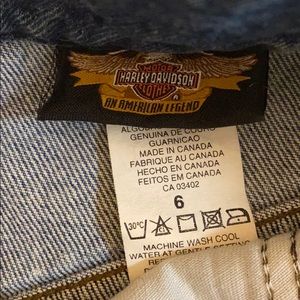 MOTOR
HARLEY-DAVIDSON
CLOTHES
AN AMERICAN LEGEND
GENUINA DE COURO
GUARNICAO
MADE IN CANADA
FABRIQUE AU CANADA
HECHO EN CANADA
FEITOS EM CANADA
CA 03402
6
30°C
MACHINE WASH COOL
WATER AT GENTLE SETTING